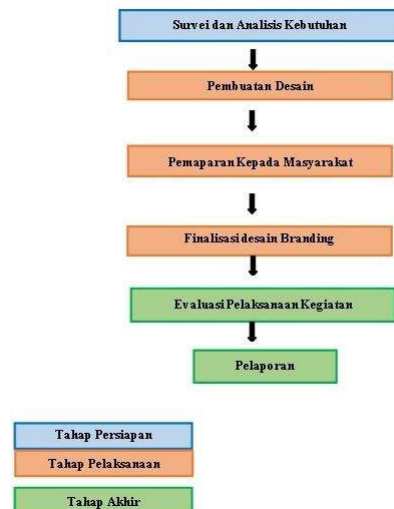 Survei dan Analisis Kebutuhan
Pembuatan Desain
Pemaparan Kepada Masyarakat
Finalisasi desain Branding
Evaluasi Pelaksanaan Kegiatan
Pelaporan
Tahap Persiapan
Tahap Pelaksanaan
Tahap Akhir